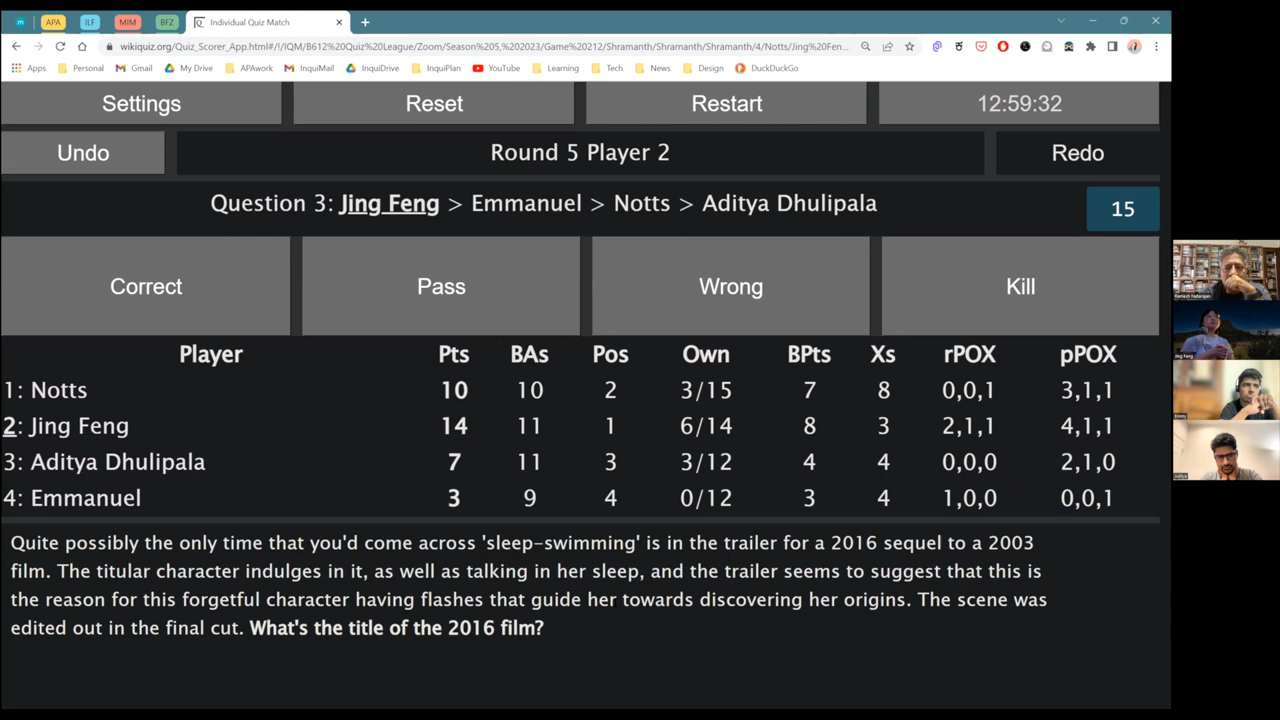 APA ILF MIM BFZ Individual Quiz Match
wikiquiz.org/Quiz_Scorer_App.html#/!/IQM/B612%20Quiz%20League/Zoom/Season%205,%202023/Game%20212/Shramanth/Shramanth/Shramanth/4/Notts/Jing%20Fen...
Apps Personal Gmail My Drive APAwork InquiMail InquiDrive InquiPlan YouTube Learning Tech News Design DuckDuckGo
Settings Reset Restart 12:59:32
Undo Round 5 Player 2 Redo
Question 3: Jing Feng > Emmanuel > Notts > Aditya Dhulipala 15
Correct Pass Wrong Kill
Player Pts BAs Pos Own BPts Xs rPOX pPOX
1: Notts 10 10 2 3/15 7 8 0,0,1 3,1,1
2: Jing Feng 14 11 1 6/14 8 3 2,1,1 4,1,1
3: Aditya Dhulipala 7 11 3 3/12 4 4 0,0,0 2,1,0
4: Emmanuel 3 9 4 0/12 3 4 1,0,0 0,0,1
Quite possibly the only time that you'd come across 'sleep-swimming' is in the trailer for a 2016 sequel to a 2003
film. The titular character indulges in it, as well as talking in her sleep, and the trailer seems to suggest that this is
the reason for this forgetful character having flashes that guide her towards discovering her origins. The scene was
edited out in the final cut. What's the title of the 2016 film?
Ramesh Natarajan
Jing Feng